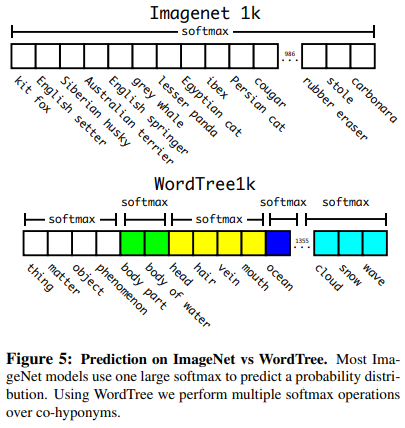 Imagenet 1k
softmax
986
...
kit fox
English setter
Siberian husky
Australian terrier
English springer
grey whale
lesser panda
Egyptian cat
ibex
Persian cat
cougar
rubber eraser
stole
carbonara
WordTree1k
softmax
softmax
softmax
softmax
softmax
1355
...
thing
matter
object
phenomenon
body part
body of water
head
hair
vein
mouth
ocean
cloud
snow
wave
Figure 5: Prediction on ImageNet vs WordTree. Most Ima-
geNet models use one large softmax to predict a probability distri-
bution. Using WordTree we perform multiple softmax operations
over co-hyponyms.